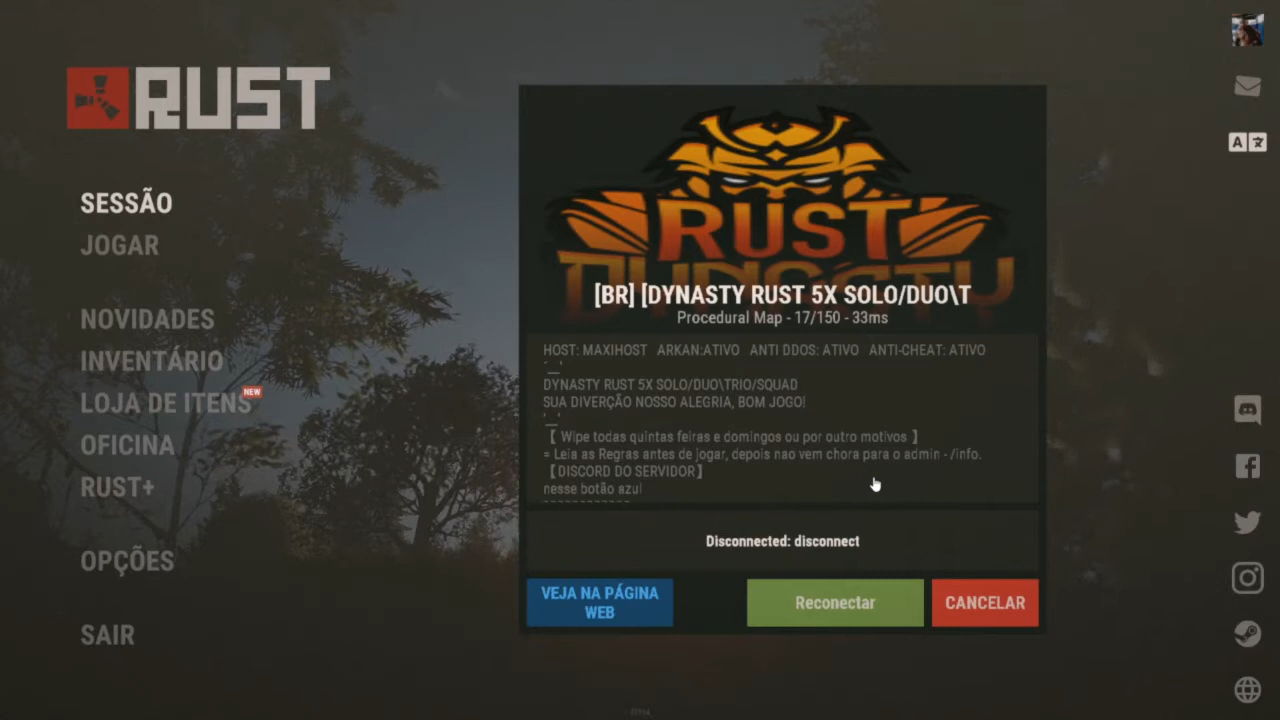 RUST
SESSÃO
JOGAR
NOVIDADES
INVENTÁRIO
LOJA DE ITENS NEW
OFICINA
RUST+
OPÇÕES
SAIR
RUST
DYNASTY
[BR] [DYNASTY RUST 5X SOLO/DUO\T
Procedural Map - 17/150 - 33ms
HOST: MAXIHOST ARKAN:ATIVO ANTI DDOS: ATIVO ANTI-CHEAT: ATIVO
DYNASTY RUST 5X SOLO/DUO\TRIO/SQUAD
SUA DIVERÇÃO NOSSO ALEGRIA, BOM JOGO!
【 Wipe todas quintas feiras e domingos ou por outro motivos 】
= Leia as Regras antes de jogar, depois nao vem chora para o admin - /info.
【DISCORD DO SERVIDOR】
nesse botão azul
Disconnected: disconnect
VEJA NA PÁGINA
WEB
Reconectar
CANCELAR
A